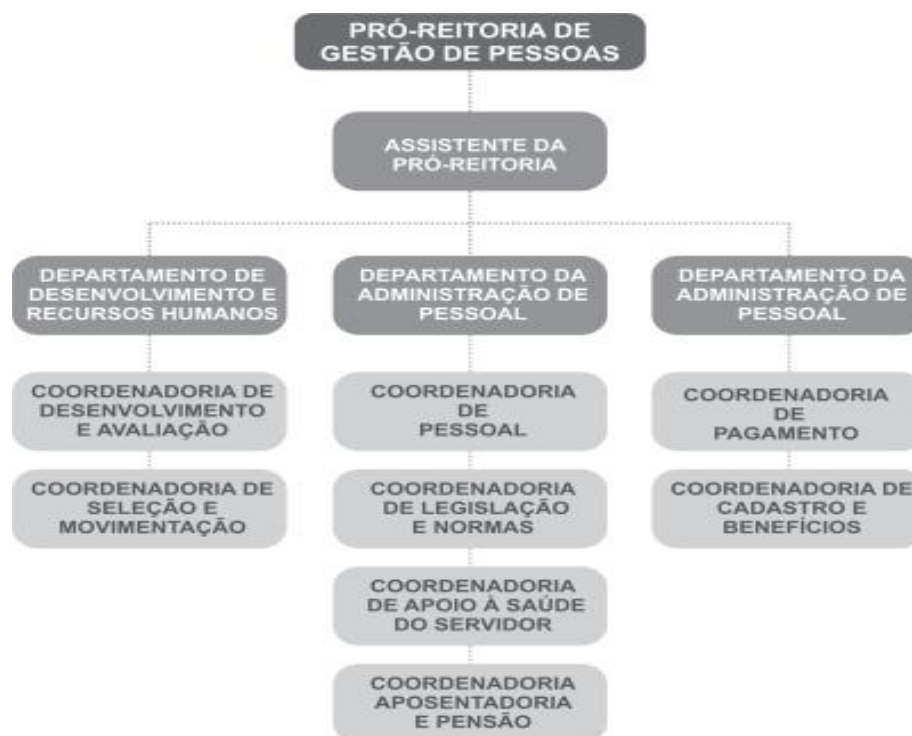 PRÓ-REITORIA DE
GESTÃO DE PESSOAS
ASSISTENTE DA
PRÓ-REITORIA
DEPARTAMENTO DE
DESENVOLVIMENTO E
RECURSOS HUMANOS
DEPARTAMENTO DA
ADMINISTRAÇÃO DE
PESSOAL
DEPARTAMENTO DA
ADMINISTRAÇÃO DE
PESSOAL
COORDENADORIA DE
DESENVOLVIMENTO
E AVALIAÇÃO
COORDENADORIA
DE
PESSOAL
COORDENADORIA
DE
PAGAMENTO
COORDENADORIA DE
SELEÇÃO E
MOVIMENTAÇÃO
COORDENADORIA
DE LEGISLAÇÃO
E NORMAS
COORDENADORIA DE
CADASTRO E
BENEFÍCIOS
COORDENADORIA
DE APOIO À SAÚDE
DO SERVIDOR
COORDENADORIA
APOSENTADORIA
E PENSÃO